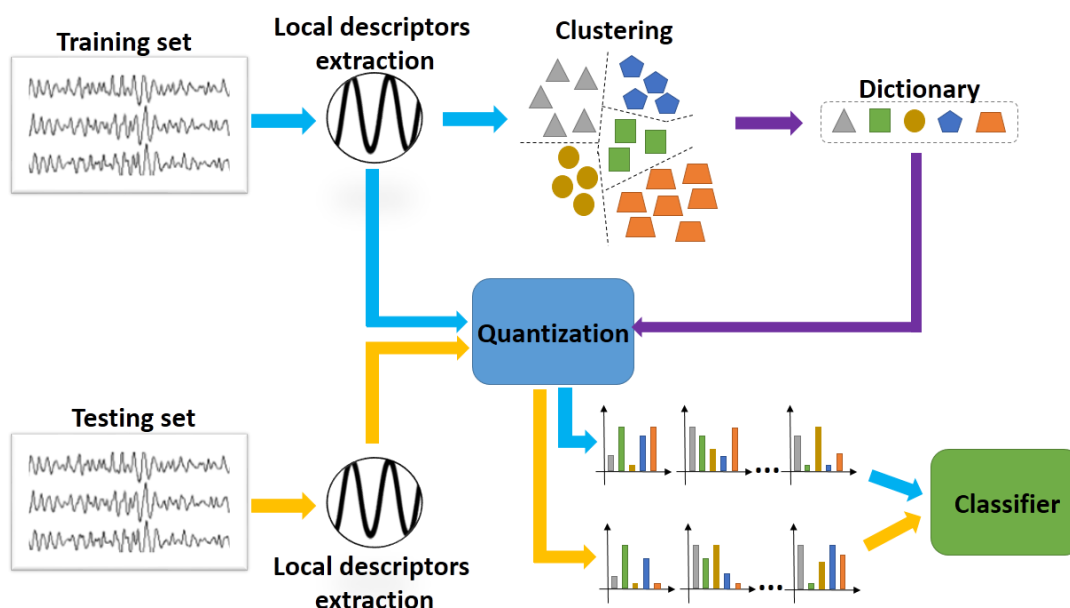 Training set
Local descriptors
extraction
Clustering
Dictionary
Quantization
Testing set
Local descriptors
extraction
Classifier